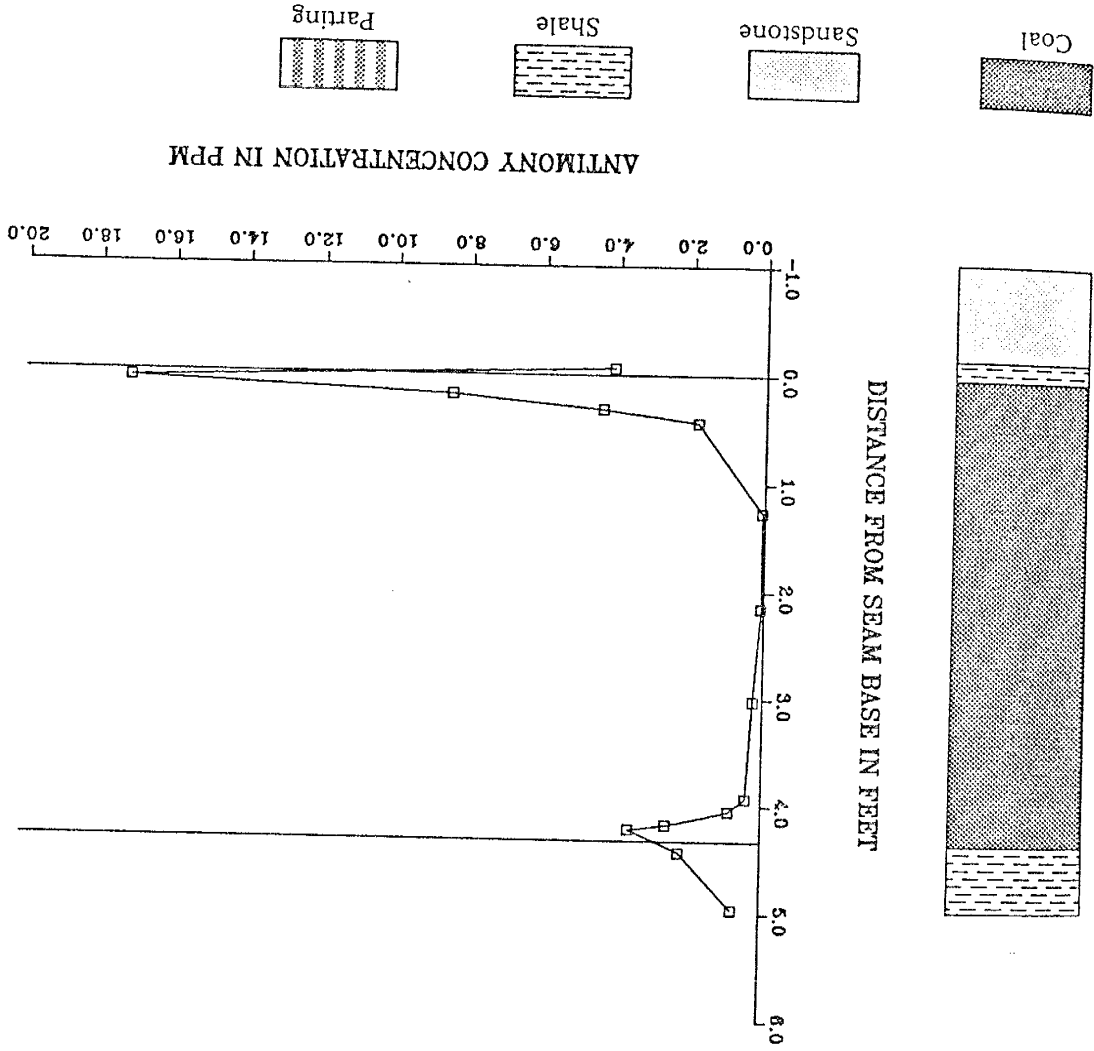 6.0
5.0
4.0
3.0
2.0
1.0
0.0
-1.0
DISTANCE FROM SEAM BASE IN FEET
0.0 2.0 4.0 6.0 8.0 10.0 12.0 14.0 16.0 18.0 20.0
ANTIMONY CONCENTRATION IN PPM
Coal Sandstone Shale Parting